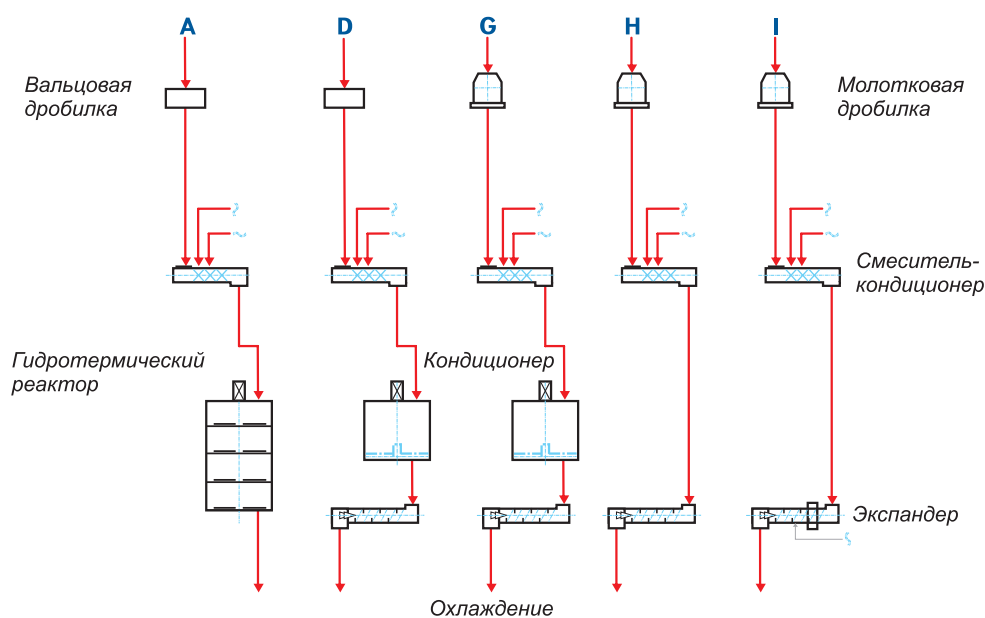 A D G H I
Вальцовая
дробилка
Молотковая
дробилка
Смеситель-
кондиционер
Гидротермический
реактор
Кондиционер
Экспандер
Охлаждение